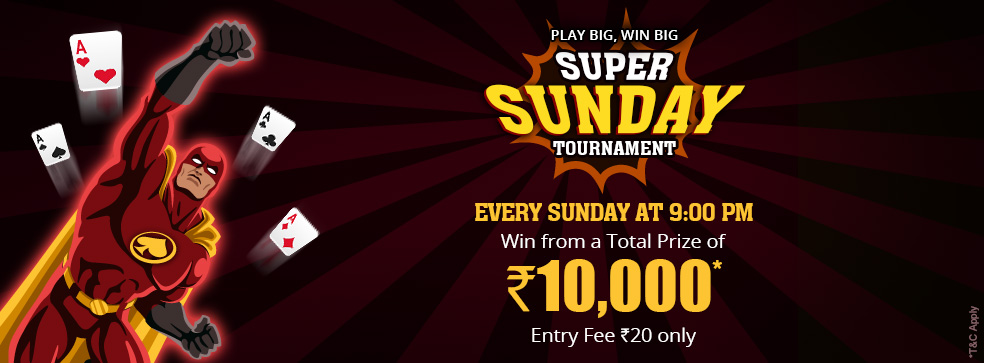 A
A
A
A
PLAY BIG, WIN BIG
SUPER
SUNDAY
TOURNAMENT
EVERY SUNDAY AT 9:00 PM
Win from a Total Prize of
₹10,000*
Entry Fee ₹20 only
*T&C Apply